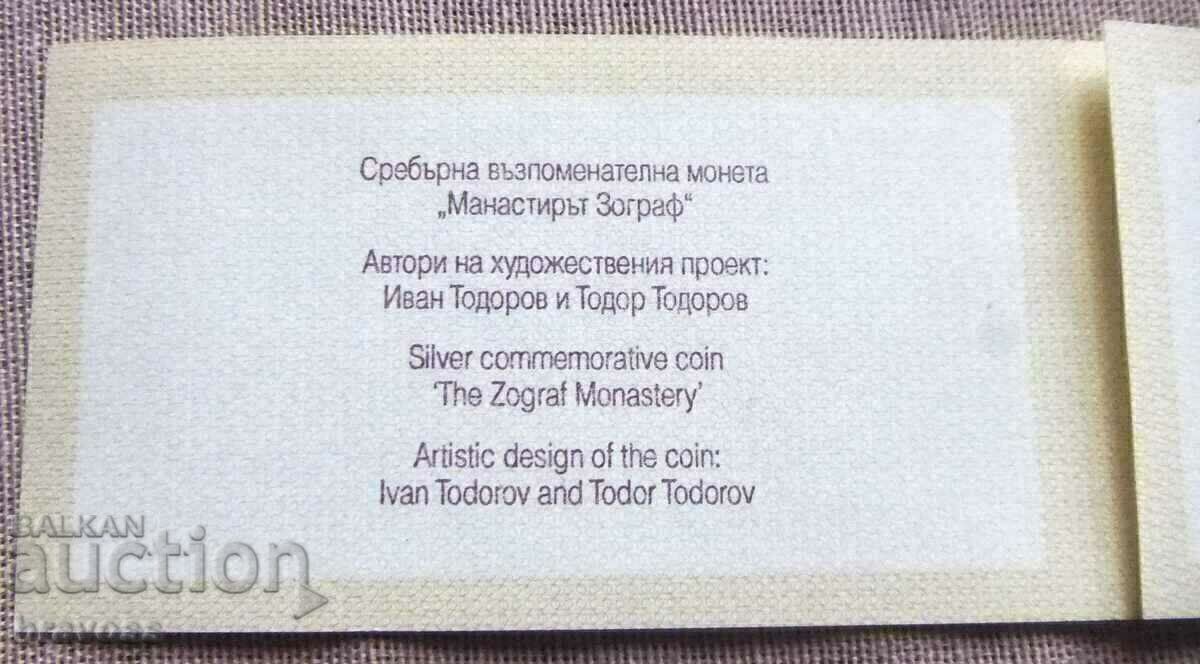 Сребърна възпоменателна монета
„Манастирът Зограф“
Автори на художествения проект:
Иван Тодоров и Тодор Тодоров
Silver commemorative coin
'The Zograf Monastery'
Artistic design of the coin:
Ivan Todorov and Todor Todorov
BALKAN
auction
bravoas